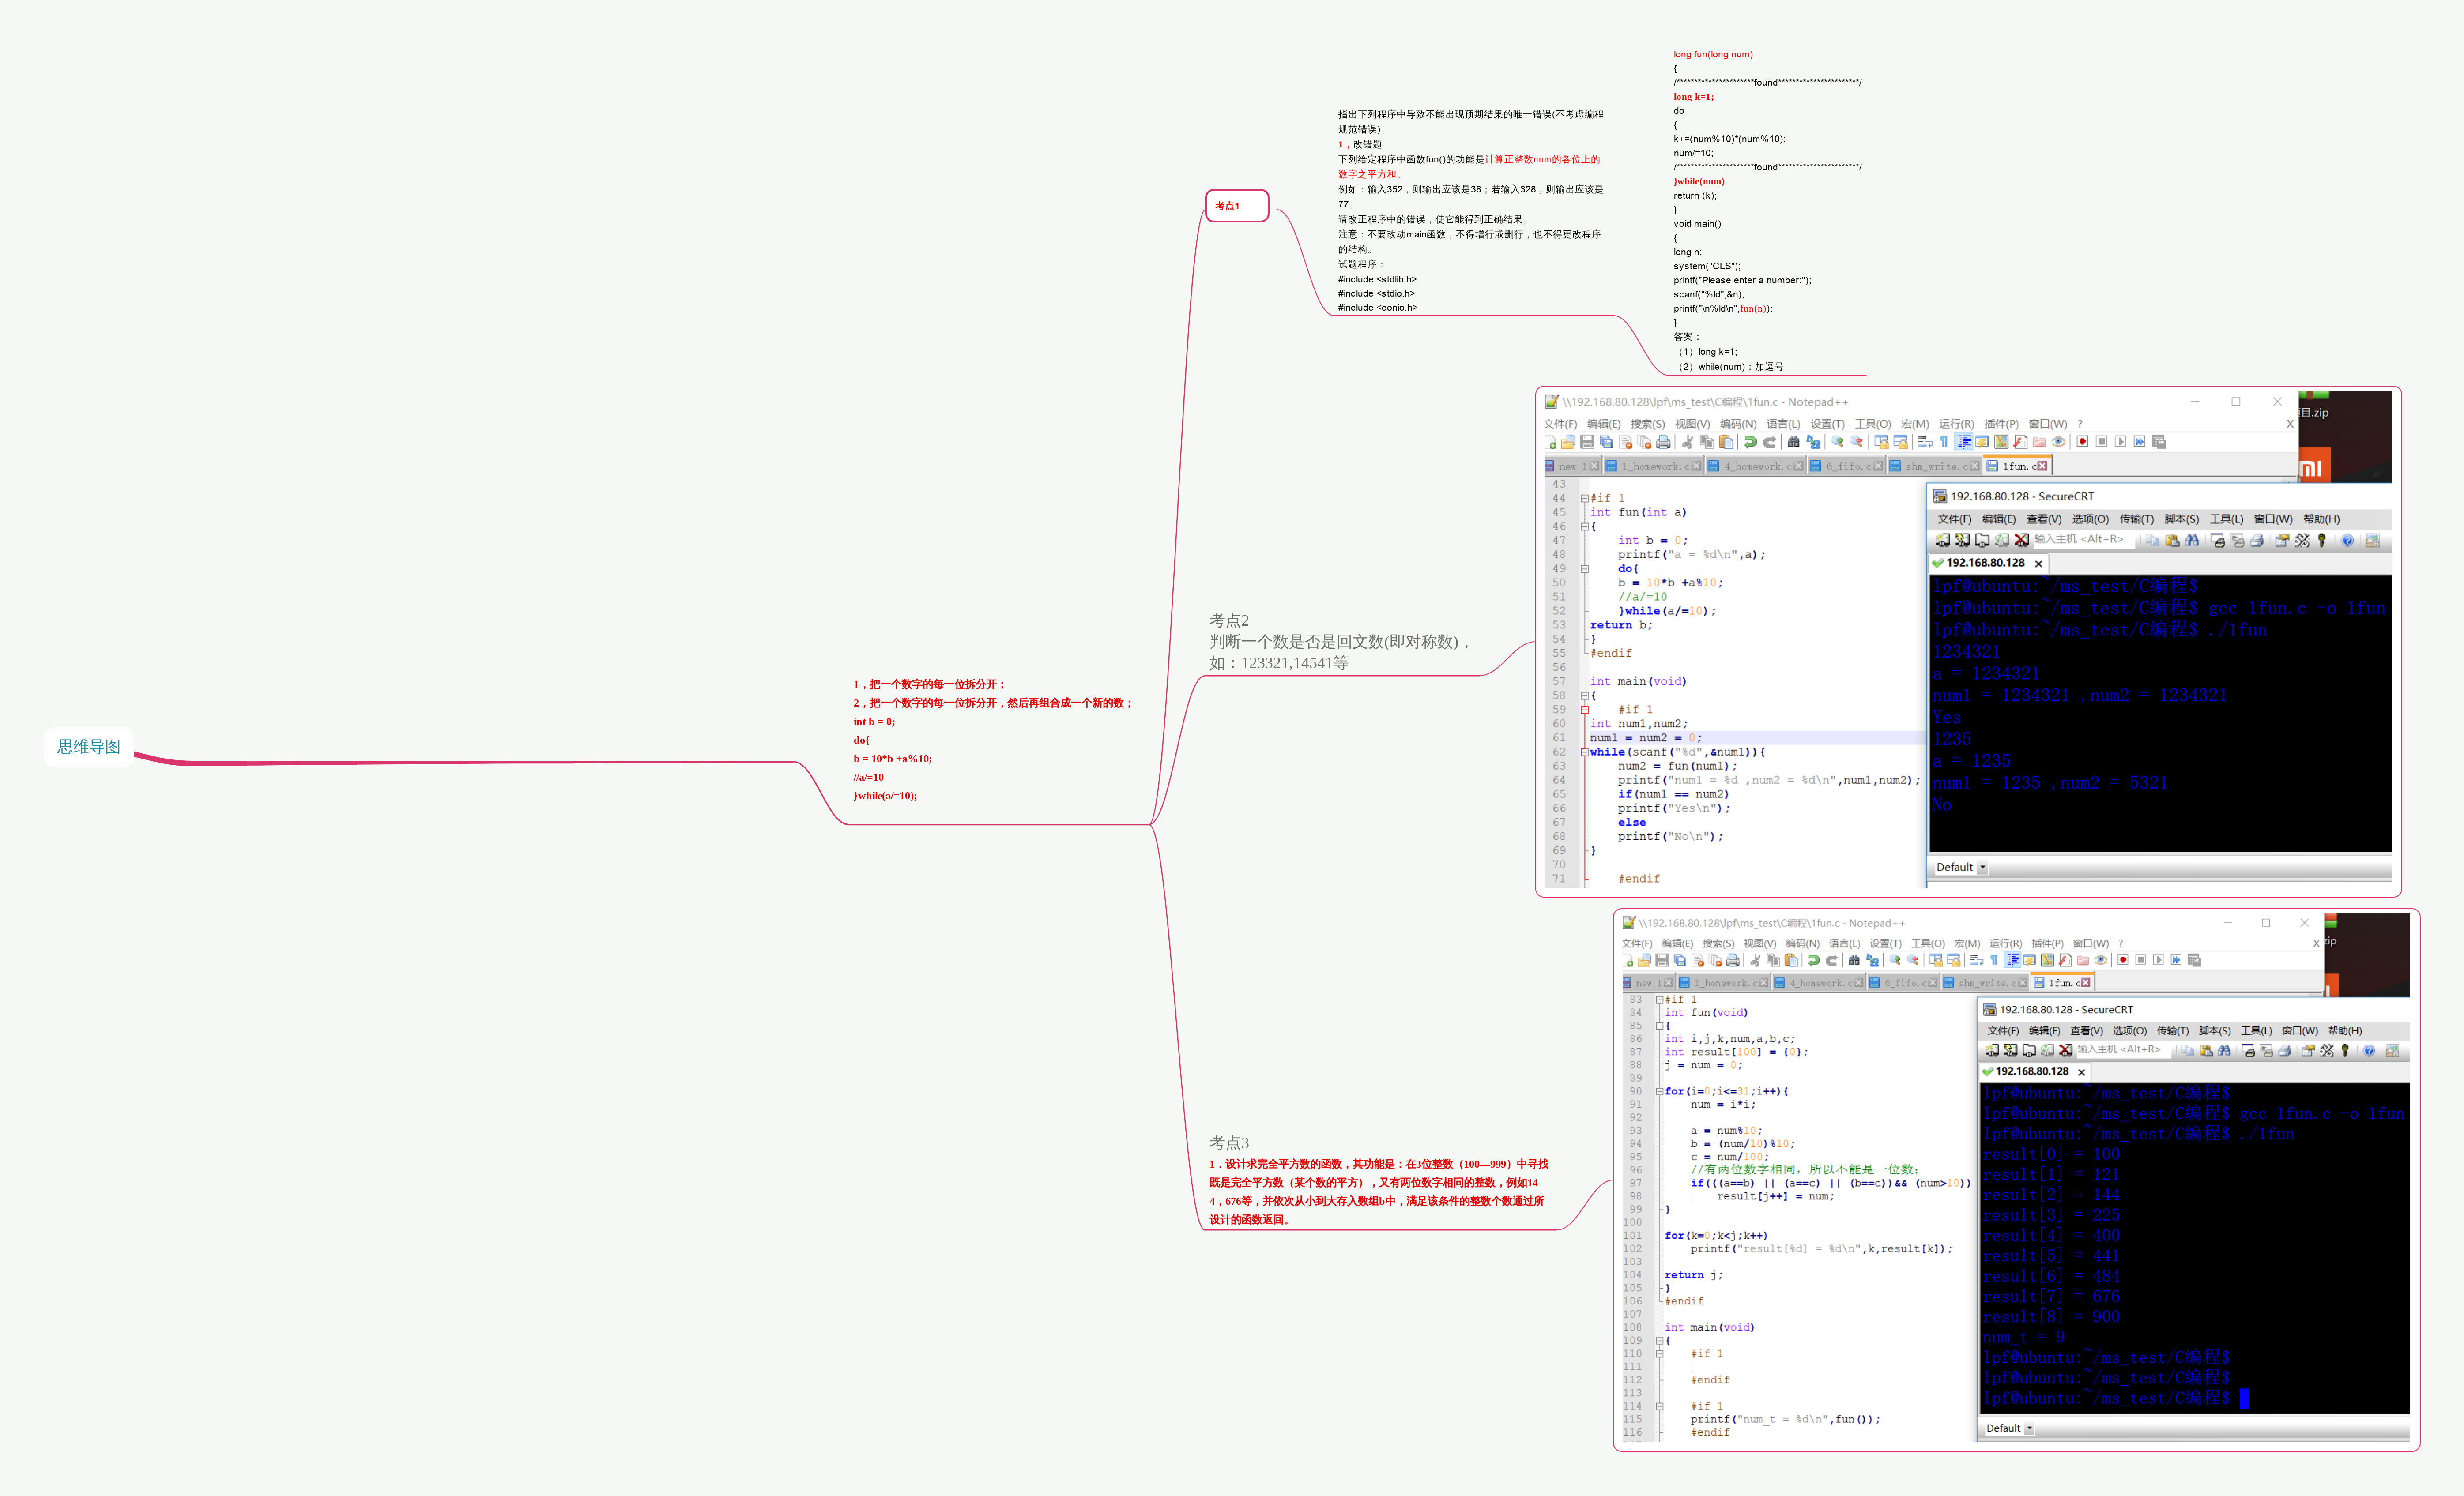 思维导图
1，把一个数字的每一位拆分开；
2，把一个数字的每一位拆分开，然后再组合成一个新的数；
int b = 0;
do{
b = 10*b +a%10;
//a/=10
}while(a/=10);
考点1
指出下列程序中导致不能出现预期结果的唯一错误(不考虑编程
规范错误)
1，改错题
下列给定程序中函数fun()的功能是计算正整数num的各位上的
数字之平方和。
例如：输入352，则输出应该是38；若输入328，则输出应该是
77。
请改正程序中的错误，使它能得到正确结果。
注意：不要改动main函数，不得增行或删行，也不得更改程序
的结构。
试题程序：
#include <stdlib.h>
#include <stdio.h>
#include <conio.h>
long fun(long num)
{
/**********************found***********************/
long k=1;
do
{
k+=(num%10)*(num%10);
num/=10;
/**********************found***********************/
}while(num)
return (k);
}
void main()
{
long n;
system("CLS");
printf("Please enter a number:");
scanf("%ld",&n);
printf("\n%ld\n",fun(n));
}
答案：
（1）long k=1;
（2）while(num)；加逗号
考点2
判断一个数是否是回文数(即对称数)，
如：123321,14541等
\\192.168.80.128\lpf\ms_test\C编程\1fun.c - Notepad++
文件(F) 编辑(E) 搜索(S) 视图(V) 编码(N) 语言(L) 设置(T) 工具(O) 宏(M) 运行(R) 插件(P) 窗口(W) ? X
new 1 1_homework.c 4_homework.c 6_fifo.c shm_write.c 1fun.c
43
44 #if 1
45 int fun(int a)
46 {
47 int b = 0;
48 printf("a = %d\n",a);
49 do{
50 b = 10*b +a%10;
51 //a/=10
52 }while(a/=10);
53 return b;
54 }
55 #endif
56
57 int main(void)
58 {
59 #if 1
60 int num1,num2;
61 num1 = num2 = 0;
62 while(scanf("%d",&num1)){
63 num2 = fun(num1);
64 printf("num1 = %d ,num2 = %d\n",num1,num2);
65 if(num1 == num2)
66 printf("Yes\n");
67 else
68 printf("No\n");
69 }
70
71 #endif
目.zip
192.168.80.128 - SecureCRT
文件(F) 编辑(E) 查看(V) 选项(O) 传输(T) 脚本(S) 工具(L) 窗口(W) 帮助(H)
输入主机 <Alt+R>
192.168.80.128
lpf@ubuntu:~/ms_test/C编程$
lpf@ubuntu:~/ms_test/C编程$ gcc 1fun.c -o 1fun
lpf@ubuntu:~/ms_test/C编程$ ./1fun
1234321
a = 1234321
num1 = 1234321 ,num2 = 1234321
Yes
1235
a = 1235
num1 = 1235 ,num2 = 5321
No
Default
考点3
1．设计求完全平方数的函数，其功能是：在3位整数（100—999）中寻找
既是完全平方数（某个数的平方），又有两位数字相同的整数，例如14
4，676等，并依次从小到大存入数组b中，满足该条件的整数个数通过所
设计的函数返回。
\\192.168.80.128\lpf\ms_test\C编程\1fun.c - Notepad++
文件(F) 编辑(E) 搜索(S) 视图(V) 编码(N) 语言(L) 设置(T) 工具(O) 宏(M) 运行(R) 插件(P) 窗口(W) ? X
new 1 1_homework.c 4_homework.c 6_fifo.c shm_write.c 1fun.c
83 #if 1
84 int fun(void)
85 {
86 int i,j,k,num,a,b,c;
87 int result[100] = {0};
88 j = num = 0;
89
90 for(i=0;i<=31;i++){
91 num = i*i;
92
93 a = num%10;
94 b = (num/10)%10;
95 c = num/100;
96 //有两位数字相同，所以不能是一位数；
97 if(((a==b) || (a==c) || (b==c))&& (num>10))
98 result[j++] = num;
99 }
100
101 for(k=0;k<j;k++)
102 printf("result[%d] = %d\n",k,result[k]);
103
104 return j;
105 }
106 #endif
107
108 int main(void)
109 {
110 #if 1
111
112 #endif
113
114 #if 1
115 printf("num_t = %d\n",fun());
116 #endif
zip
192.168.80.128 - SecureCRT
文件(F) 编辑(E) 查看(V) 选项(O) 传输(T) 脚本(S) 工具(L) 窗口(W) 帮助(H)
输入主机 <Alt+R>
192.168.80.128
lpf@ubuntu:~/ms_test/C编程$
lpf@ubuntu:~/ms_test/C编程$ gcc 1fun.c -o 1fun
lpf@ubuntu:~/ms_test/C编程$ ./1fun
result[0] = 100
result[1] = 121
result[2] = 144
result[3] = 225
result[4] = 400
result[5] = 441
result[6] = 484
result[7] = 676
result[8] = 900
num_t = 9
lpf@ubuntu:~/ms_test/C编程$
lpf@ubuntu:~/ms_test/C编程$
lpf@ubuntu:~/ms_test/C编程$
Default